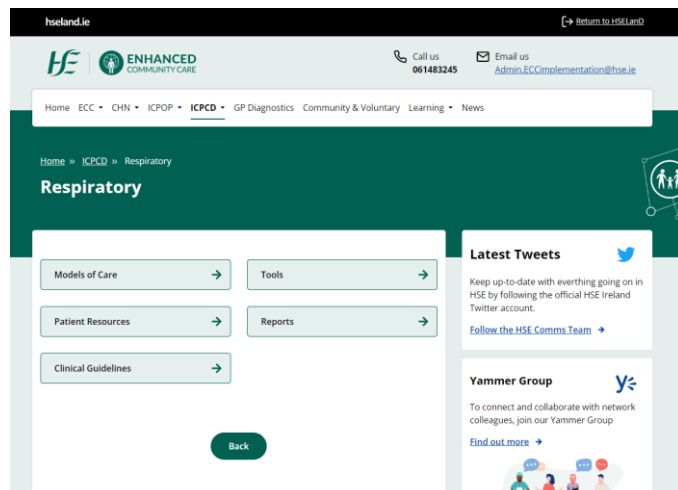 hseland.ie
Return to HSELanD
ENHANCED
COMMUNITY CARE
Call us
061483245
Email us
Admin.ECCimplementation@hse.ie
Home ECC CHN ICPOP ICPCD GP Diagnostics Community & Voluntary Learning News
Home » ICPCD » Respiratory
Respiratory
Models of Care
Tools
Patient Resources
Reports
Clinical Guidelines
Back
Latest Tweets
Keep up-to-date with everthing going on in
HSE by following the official HSE Ireland
Twitter account.
Follow the HSE Comms Team
Yammer Group
To connect and collaborate with network
colleagues, join our Yammer Group
Find out more